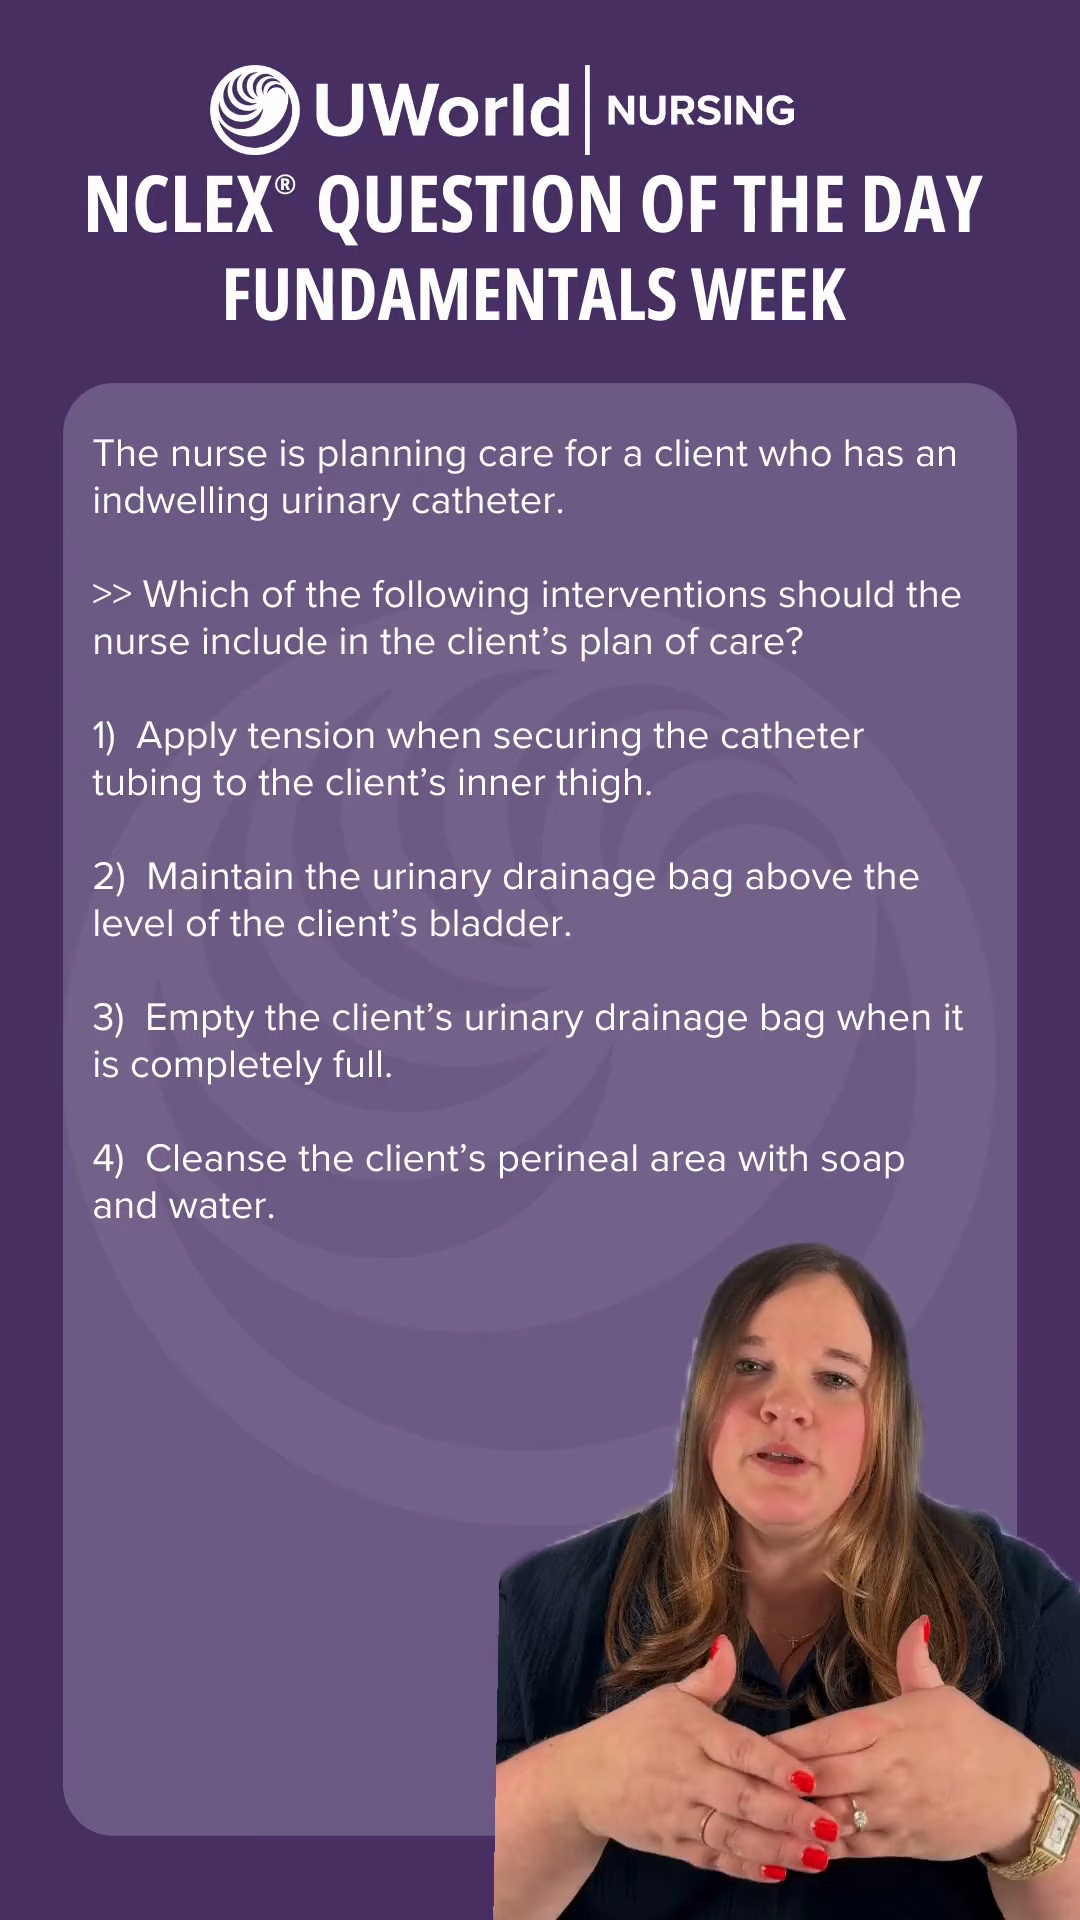 UWorld | NURSING
NCLEX® QUESTION OF THE DAY
FUNDAMENTALS WEEK
The nurse is planning care for a client who has an
indwelling urinary catheter.
>> Which of the following interventions should the
nurse include in the client’s plan of care?
1) Apply tension when securing the catheter
tubing to the client’s inner thigh.
2) Maintain the urinary drainage bag above the
level of the client’s bladder.
3) Empty the client’s urinary drainage bag when it
is completely full.
4) Cleanse the client’s perineal area with soap
and water.